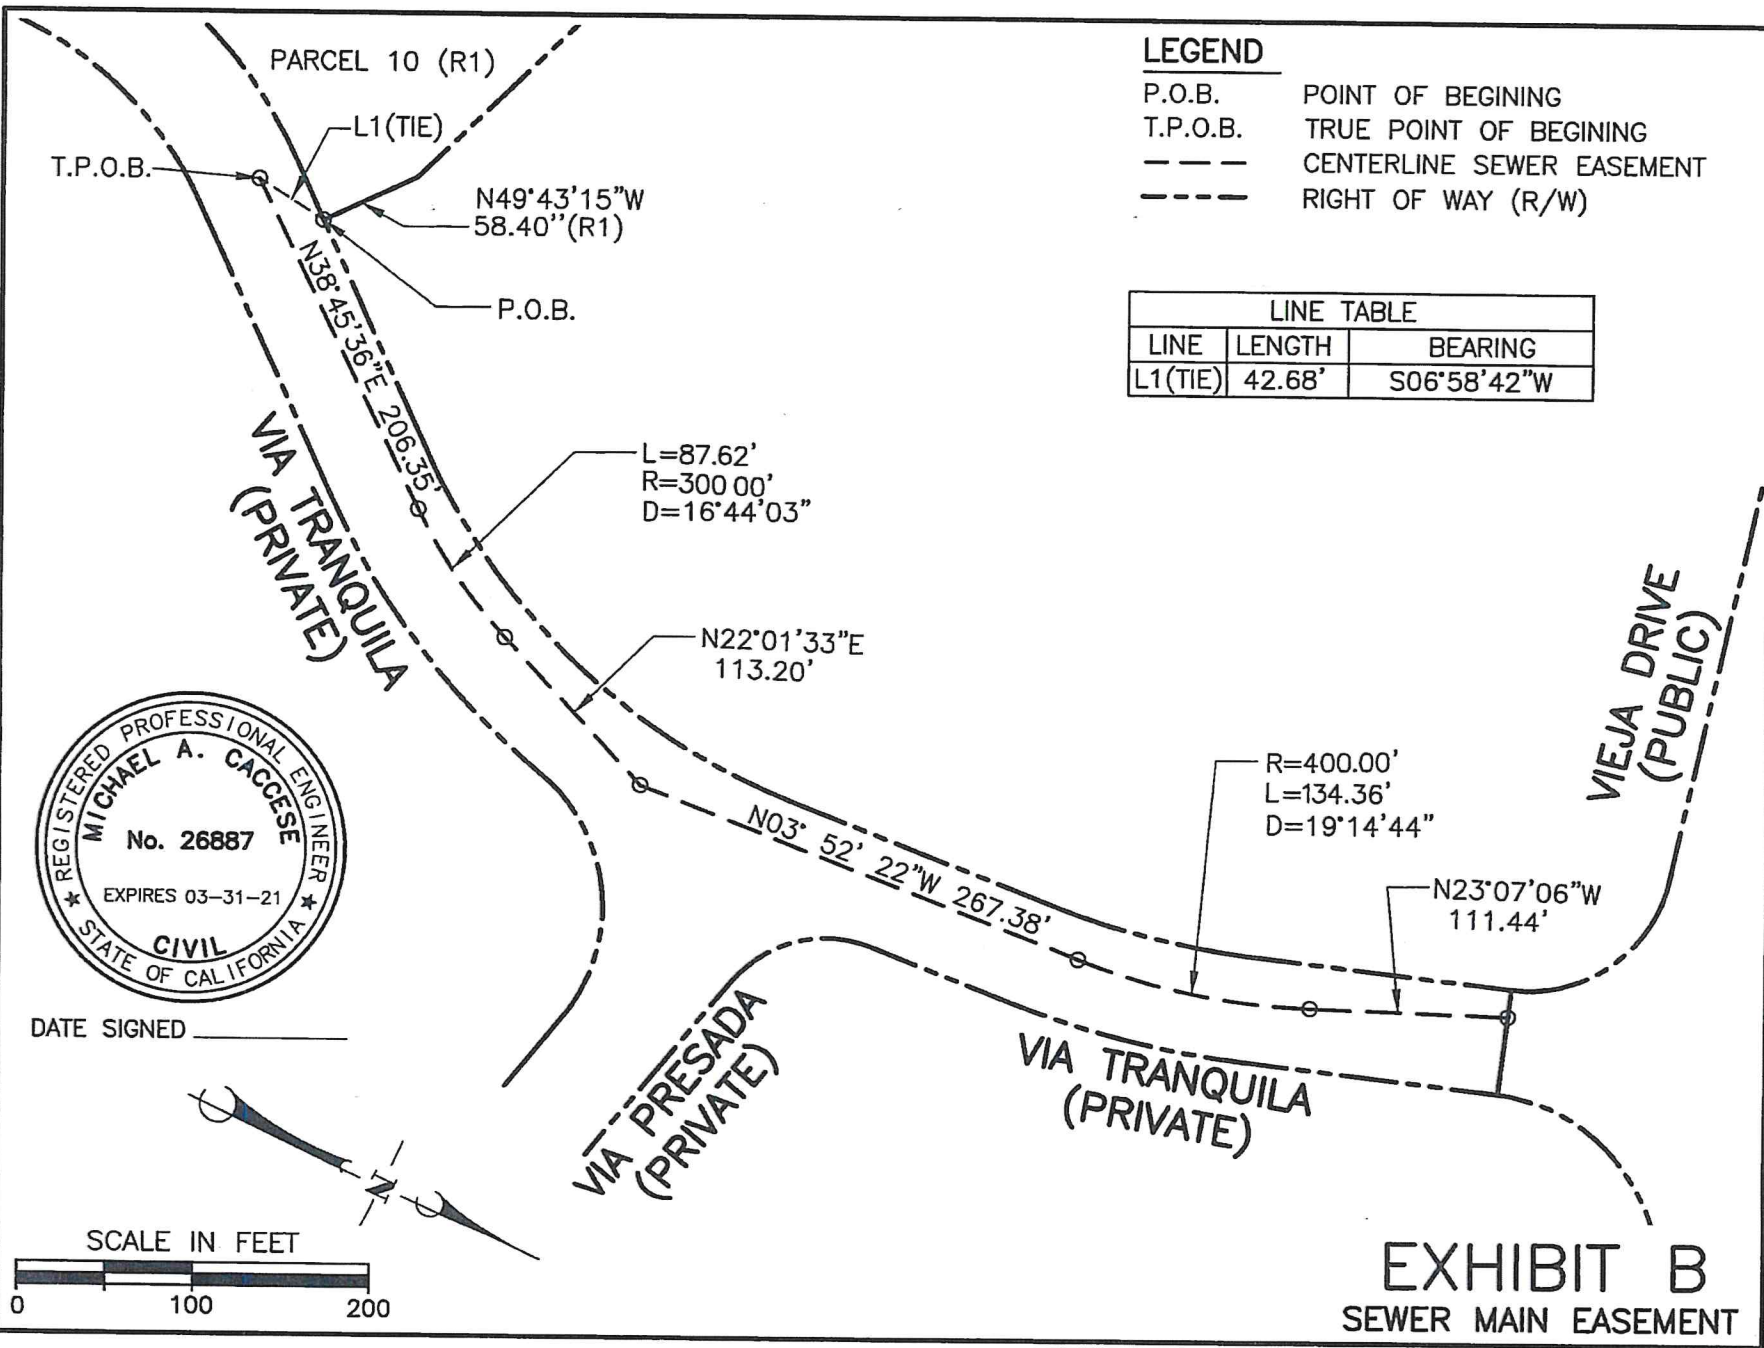 PARCEL 10 (R1)
L1(TIE)
T.P.O.B.
N49°43'15"W
58.40''(R1)
P.O.B.
N38°45'36"E 206.35'
LEGEND
P.O.B. POINT OF BEGINING
T.P.O.B. TRUE POINT OF BEGINING
CENTERLINE SEWER EASEMENT
RIGHT OF WAY (R/W)
LINE TABLE
LINE LENGTH BEARING
L1(TIE) 42.68' S06°58'42"W
VIA TRANQUILA
(PRIVATE)
L=87.62'
R=300 00'
D=16°44'03"
N22°01'33"E
113.20'
VIEJA DRIVE
(PUBLIC)
R=400.00'
L=134.36'
D=19°14'44"
N03° 52' 22"W 267.38'
N23°07'06"W
111.44'
REGISTERED PROFESSIONAL ENGINEER
MICHAEL A. CACCESE
No. 26887
EXPIRES 03-31-21
CIVIL
STATE OF CALIFORNIA
DATE SIGNED
VIA PRESADA
(PRIVATE)
VIA TRANQUILA
(PRIVATE)
N
SCALE IN FEET
0 100 200
EXHIBIT B
SEWER MAIN EASEMENT